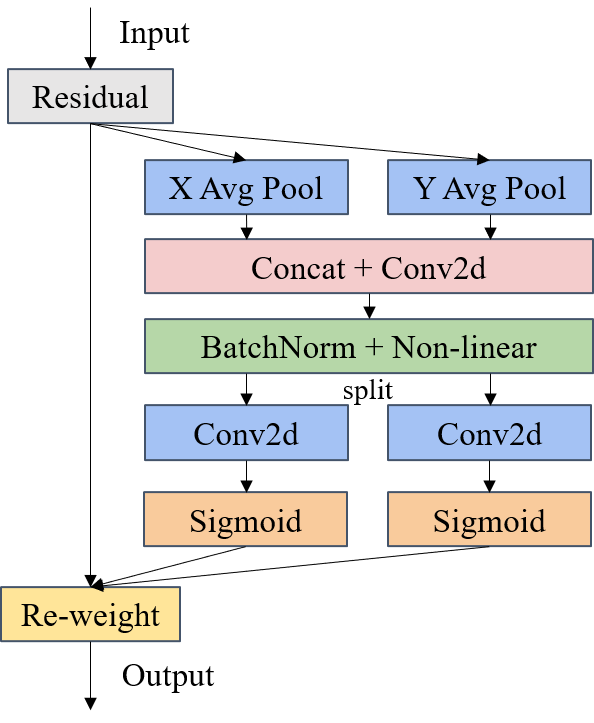 Input
Residual
X Avg Pool
Y Avg Pool
Concat + Conv2d
BatchNorm + Non-linear
split
Conv2d
Conv2d
Sigmoid
Sigmoid
Re-weight
Output